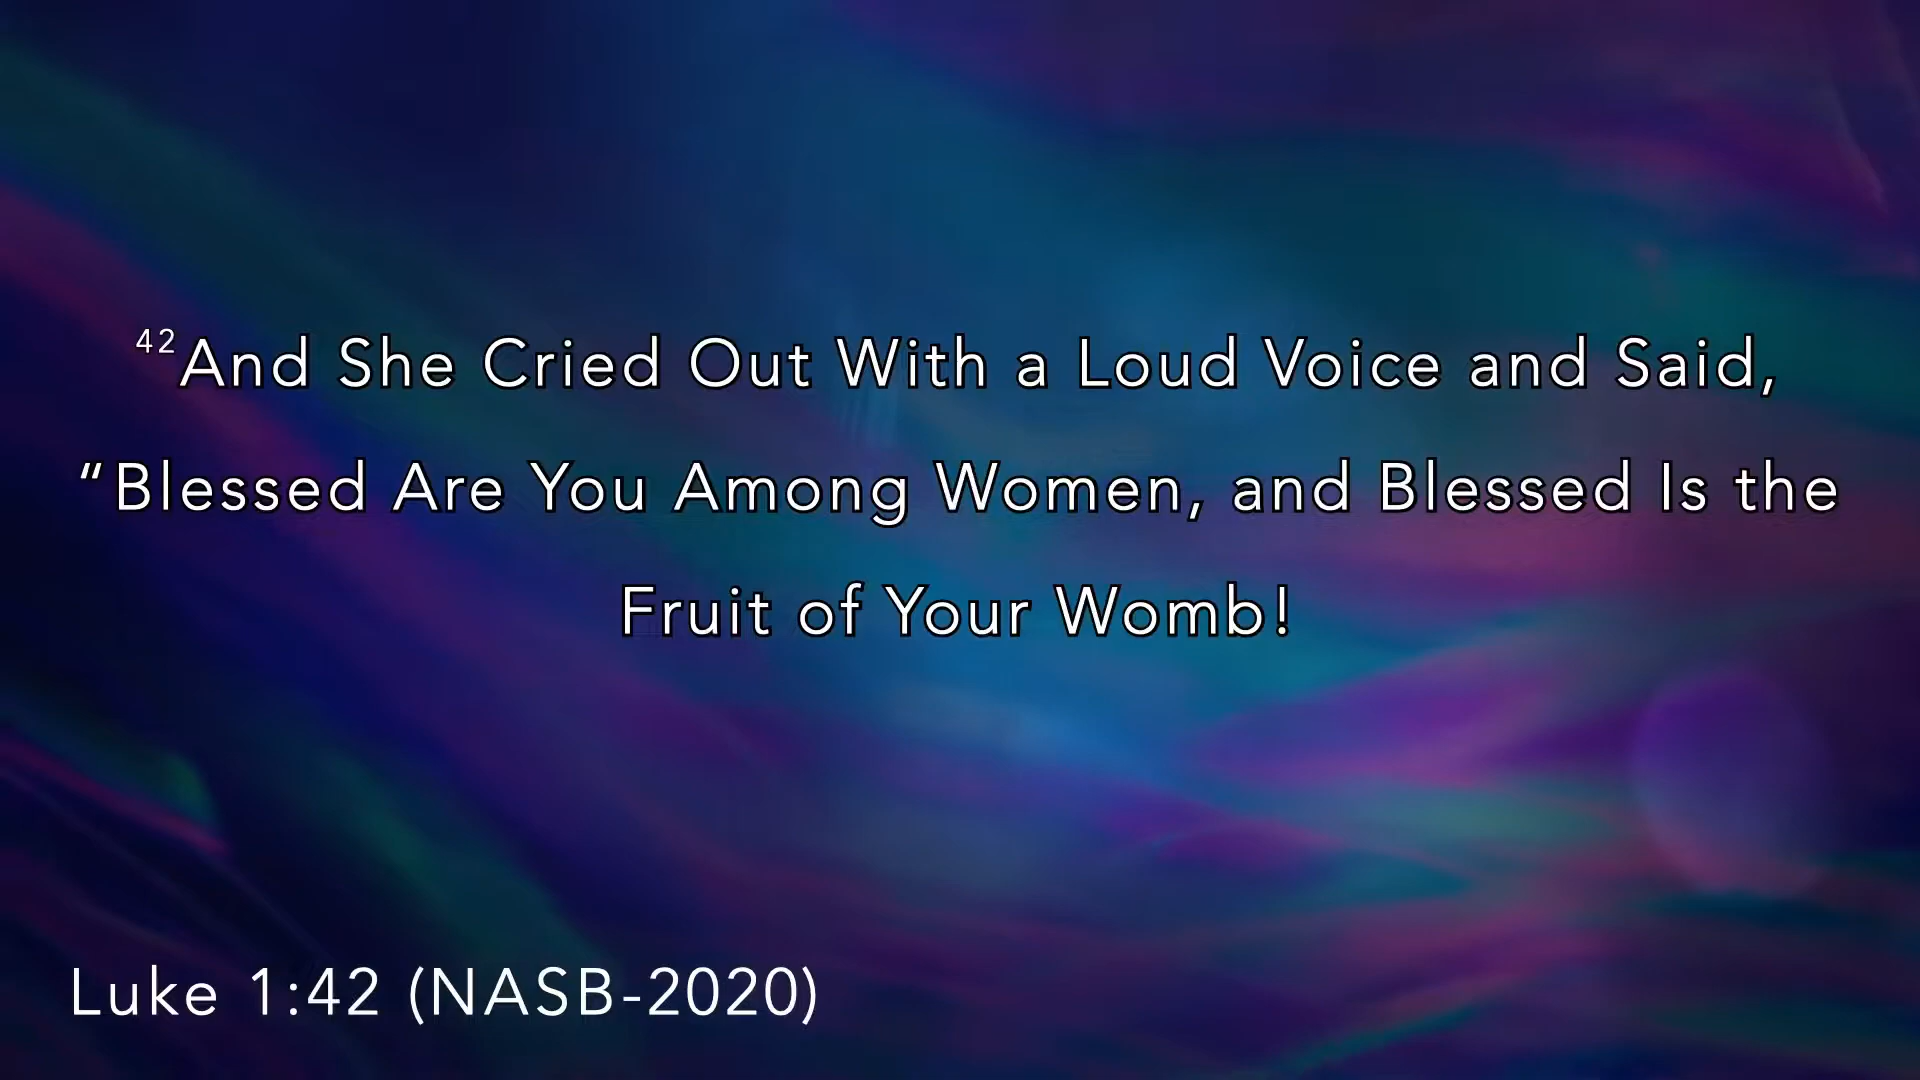 42And She Cried Out With a Loud Voice and Said,
“Blessed Are You Among Women, and Blessed Is the
Fruit of Your Womb!
Luke 1:42 (NASB-2020)